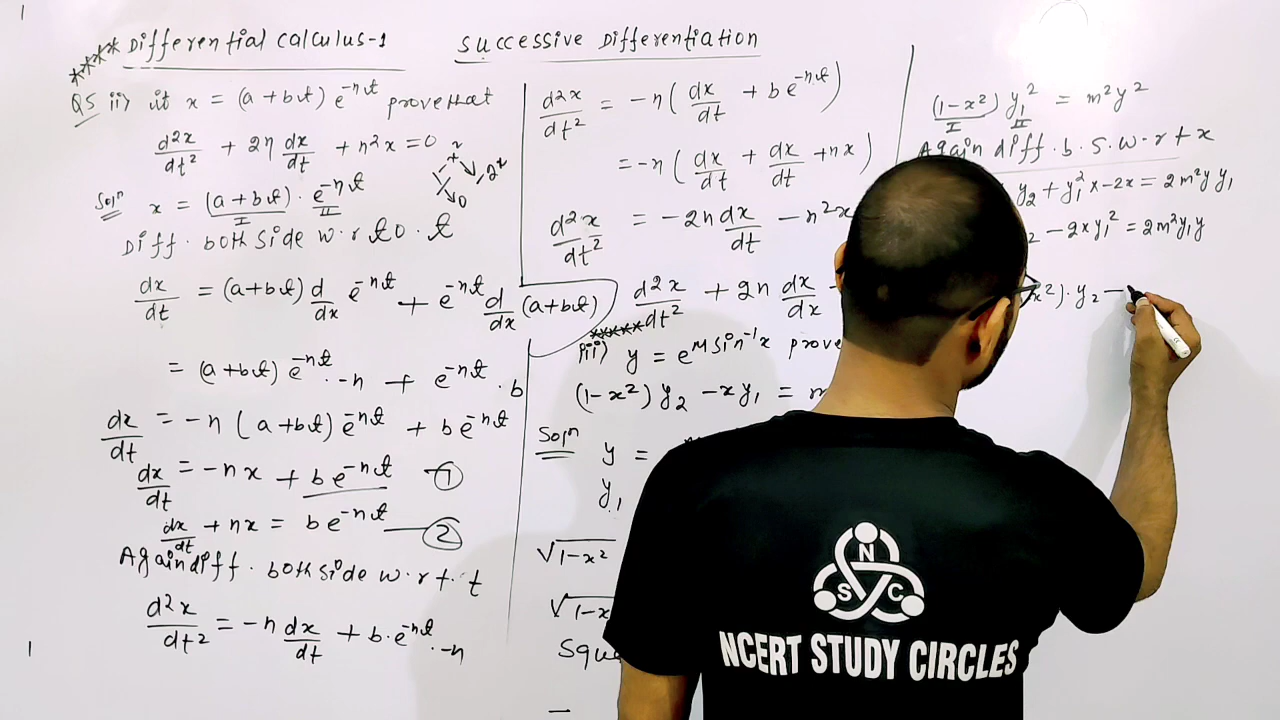 **** Differential Calculus-1
Successive Differentiation
Q5 ii) it x = (a+bt) e^{-nt} prove that
d²x/dt² + 2n dx/dt + n²x = 0
Solⁿ x = (a+bt) · e^{-nt}
I II
Diff. both side w.r to. t
dx/dt = (a+bt) d/dx e^{-nt} + e^{-nt} d/dx (a+bt)
= (a+bt) e^{-nt} · -n + e^{-nt} · b
dx/dt = -n (a+bt) e^{-nt} + b e^{-nt}
dx/dt = -nx + b e^{-nt} ①
dx/dt + nx = b e^{-nt} — ②
Again diff. both side w.r.t. t
d²x/dt² = -n dx/dt + b · e^{-nt} · -n
d²x/dt² = -n ( dx/dt + b e^{-nt} )
= -n ( dx/dt + dx/dt + nx )
d²x/dt² = -2n dx/dt - n²x
d²x/dt² + 2n dx/dx
*****
iii) y = e^{M sin⁻¹x} prove
(1-x²) y₂ - xy₁ = m
Solⁿ y =
y₁
√1-x²
√1-x
Squ
(1-x²) y₁² = m²y²
I II
Again diff. b. S. w.r.t x
y₂ + y₁² x -2x = 2m²y y₁
₂ - 2xy₁² = 2m²y₁y
x²) · y₂ -
N
S C
NCERT STUDY CIRCLES